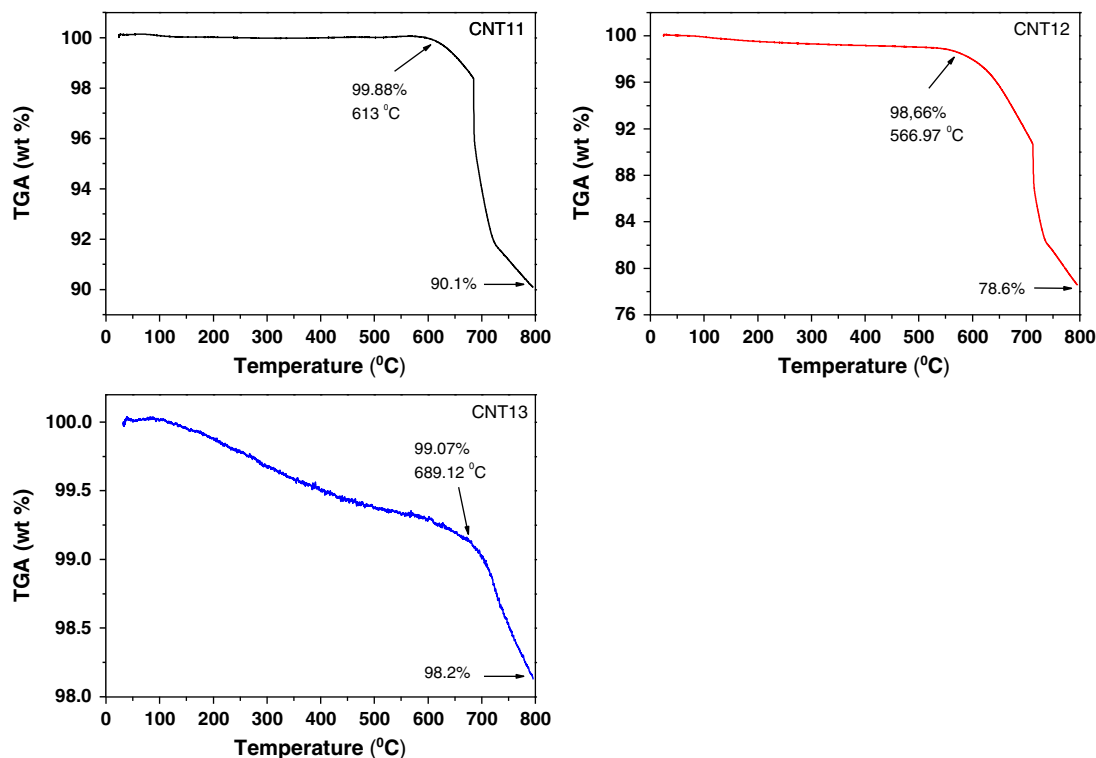 CNT11
TGA (wt %)
100
98
96
94
92
90
99.88%
613 ⁰C
90.1%
0 100 200 300 400 500 600 700 800
Temperature (⁰C)
CNT12
TGA (wt %)
100
96
92
88
84
80
76
98,66%
566.97 ⁰C
78.6%
0 100 200 300 400 500 600 700 800
Temperature (⁰C)
CNT13
TGA (wt %)
100.0
99.5
99.0
98.5
98.0
99.07%
689.12 ⁰C
98.2%
0 100 200 300 400 500 600 700 800
Temperature (⁰C)